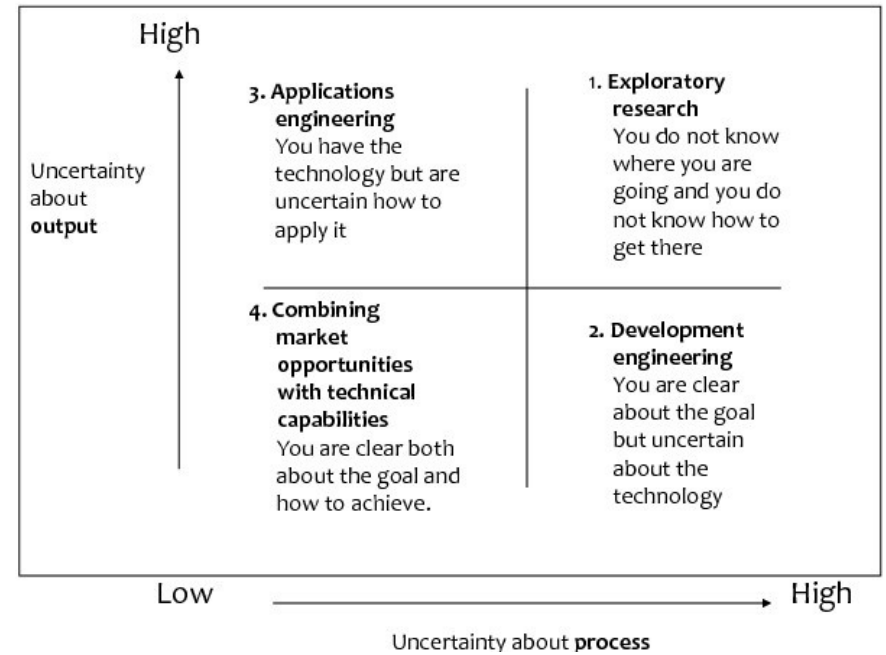 High
Uncertainty
about
output
3. Applications
engineering
You have the
technology but are
uncertain how to
apply it
1. Exploratory
research
You do not know
where you are
going and you do
not know how to
get there
4. Combining
market
opportunities
with technical
capabilities
You are clear both
about the goal and
how to achieve.
2. Development
engineering
You are clear
about the goal
but uncertain
about the
technology
Low
High
Uncertainty about process